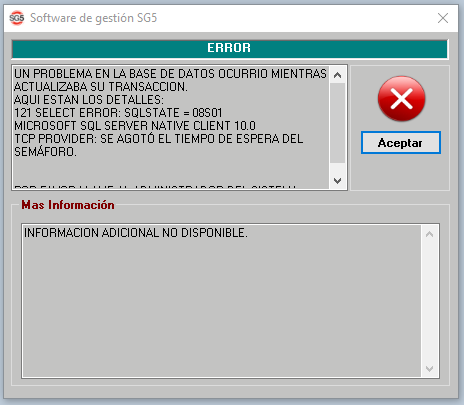 SG5 Software de gestión SG5
ERROR
UN PROBLEMA EN LA BASE DE DATOS OCURRIO MIENTRAS
ACTUALIZABA SU TRANSACCION.
AQUI ESTAN LOS DETALLES:
121 SELECT ERROR: SQLSTATE = 08S01
MICROSOFT SQL SERVER NATIVE CLIENT 10.0
TCP PROVIDER: SE AGOTÓ EL TIEMPO DE ESPERA DEL
SEMÁFORO.
Aceptar
Mas Información
INFORMACION ADICIONAL NO DISPONIBLE.